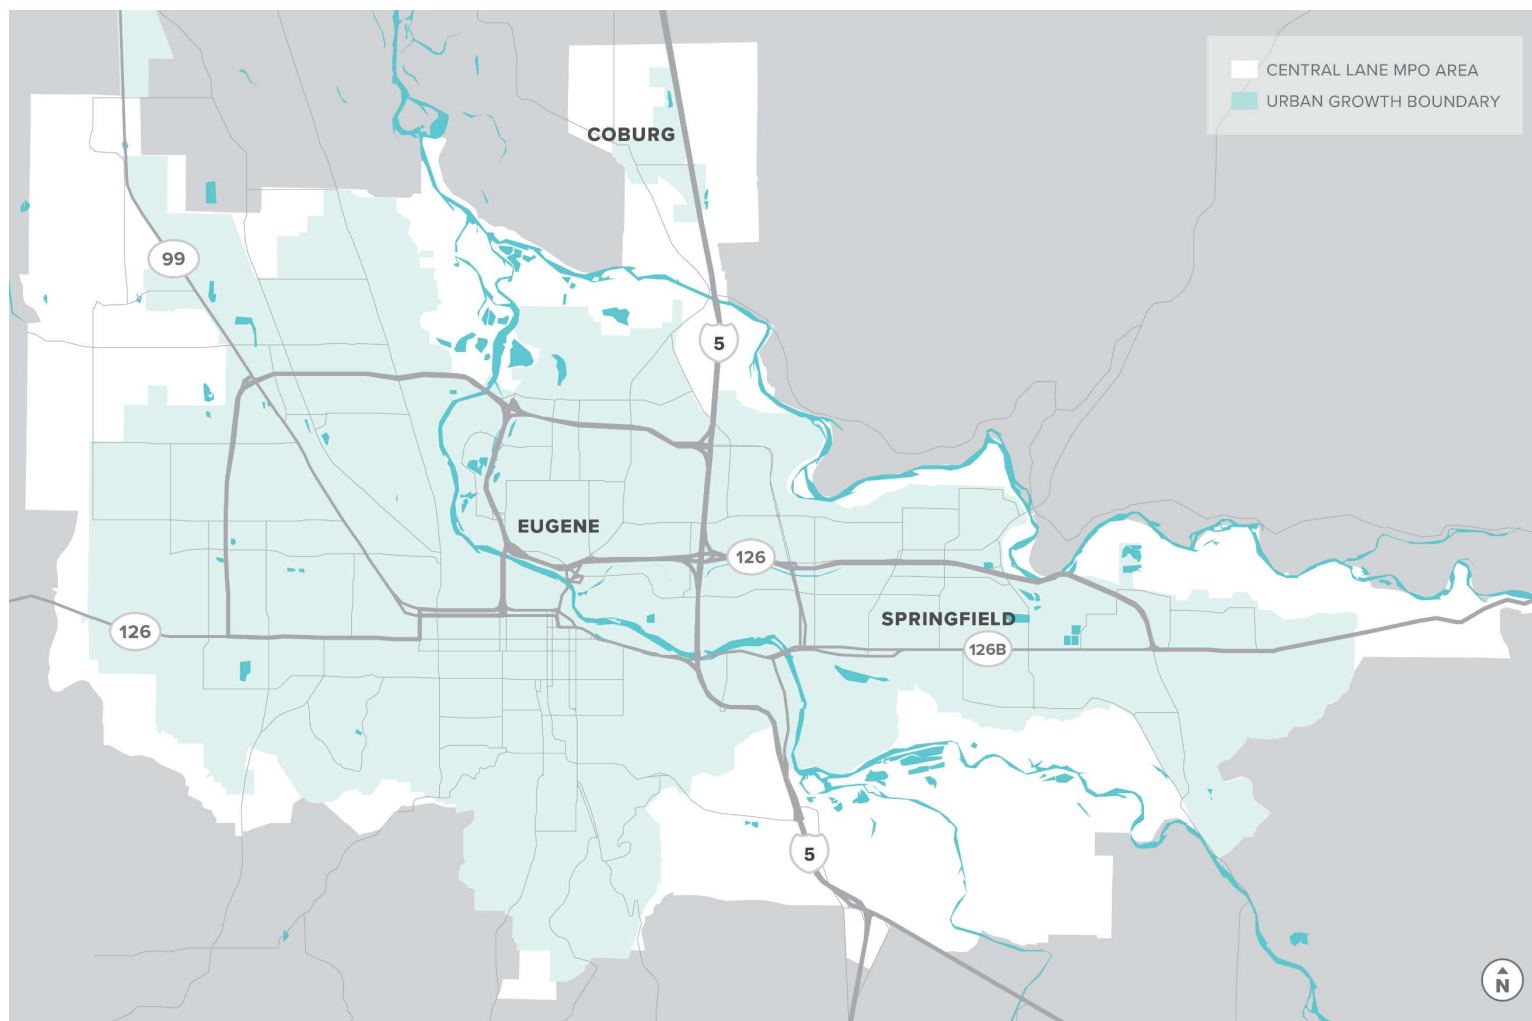 CENTRAL LANE MPO AREA
URBAN GROWTH BOUNDARY
COBURG
99
5
EUGENE
126
SPRINGFIELD
126
126B
5
N